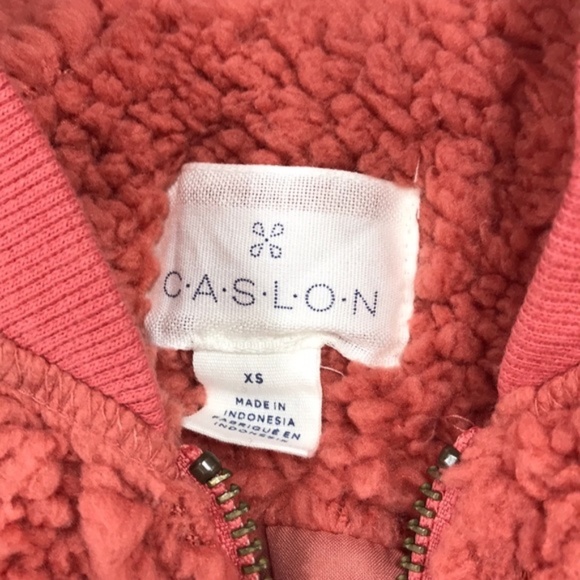 C·A·S·L·O·N
XS
MADE IN
INDONESIA
FABRIQUÉ EN
INDONESIE